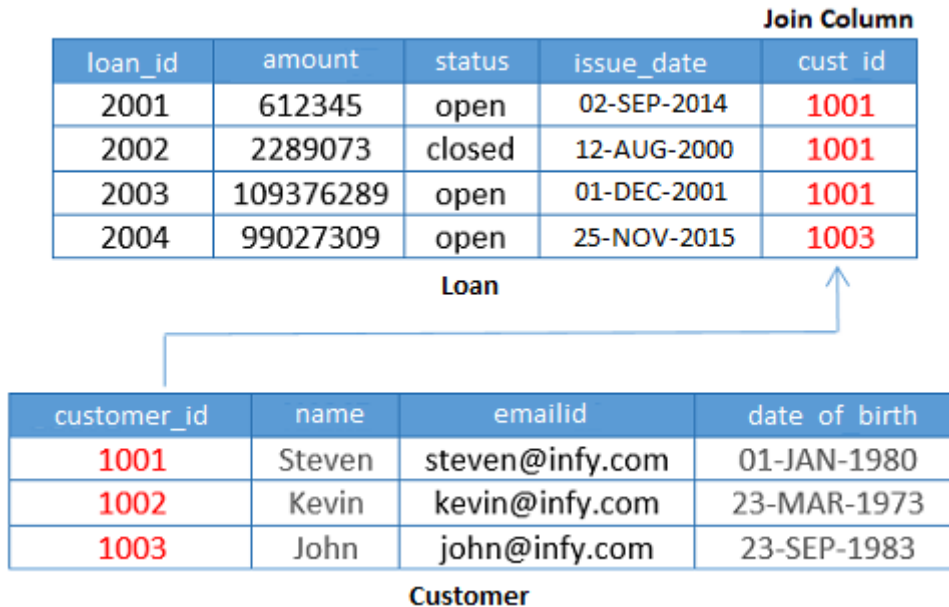 Join Column
loan_id amount status issue_date cust id
2001 612345 open 02-SEP-2014 1001
2002 2289073 closed 12-AUG-2000 1001
2003 109376289 open 01-DEC-2001 1001
2004 99027309 open 25-NOV-2015 1003
Loan
customer_id name emailid date of birth
1001 Steven steven@infy.com 01-JAN-1980
1002 Kevin kevin@infy.com 23-MAR-1973
1003 John john@infy.com 23-SEP-1983
Customer